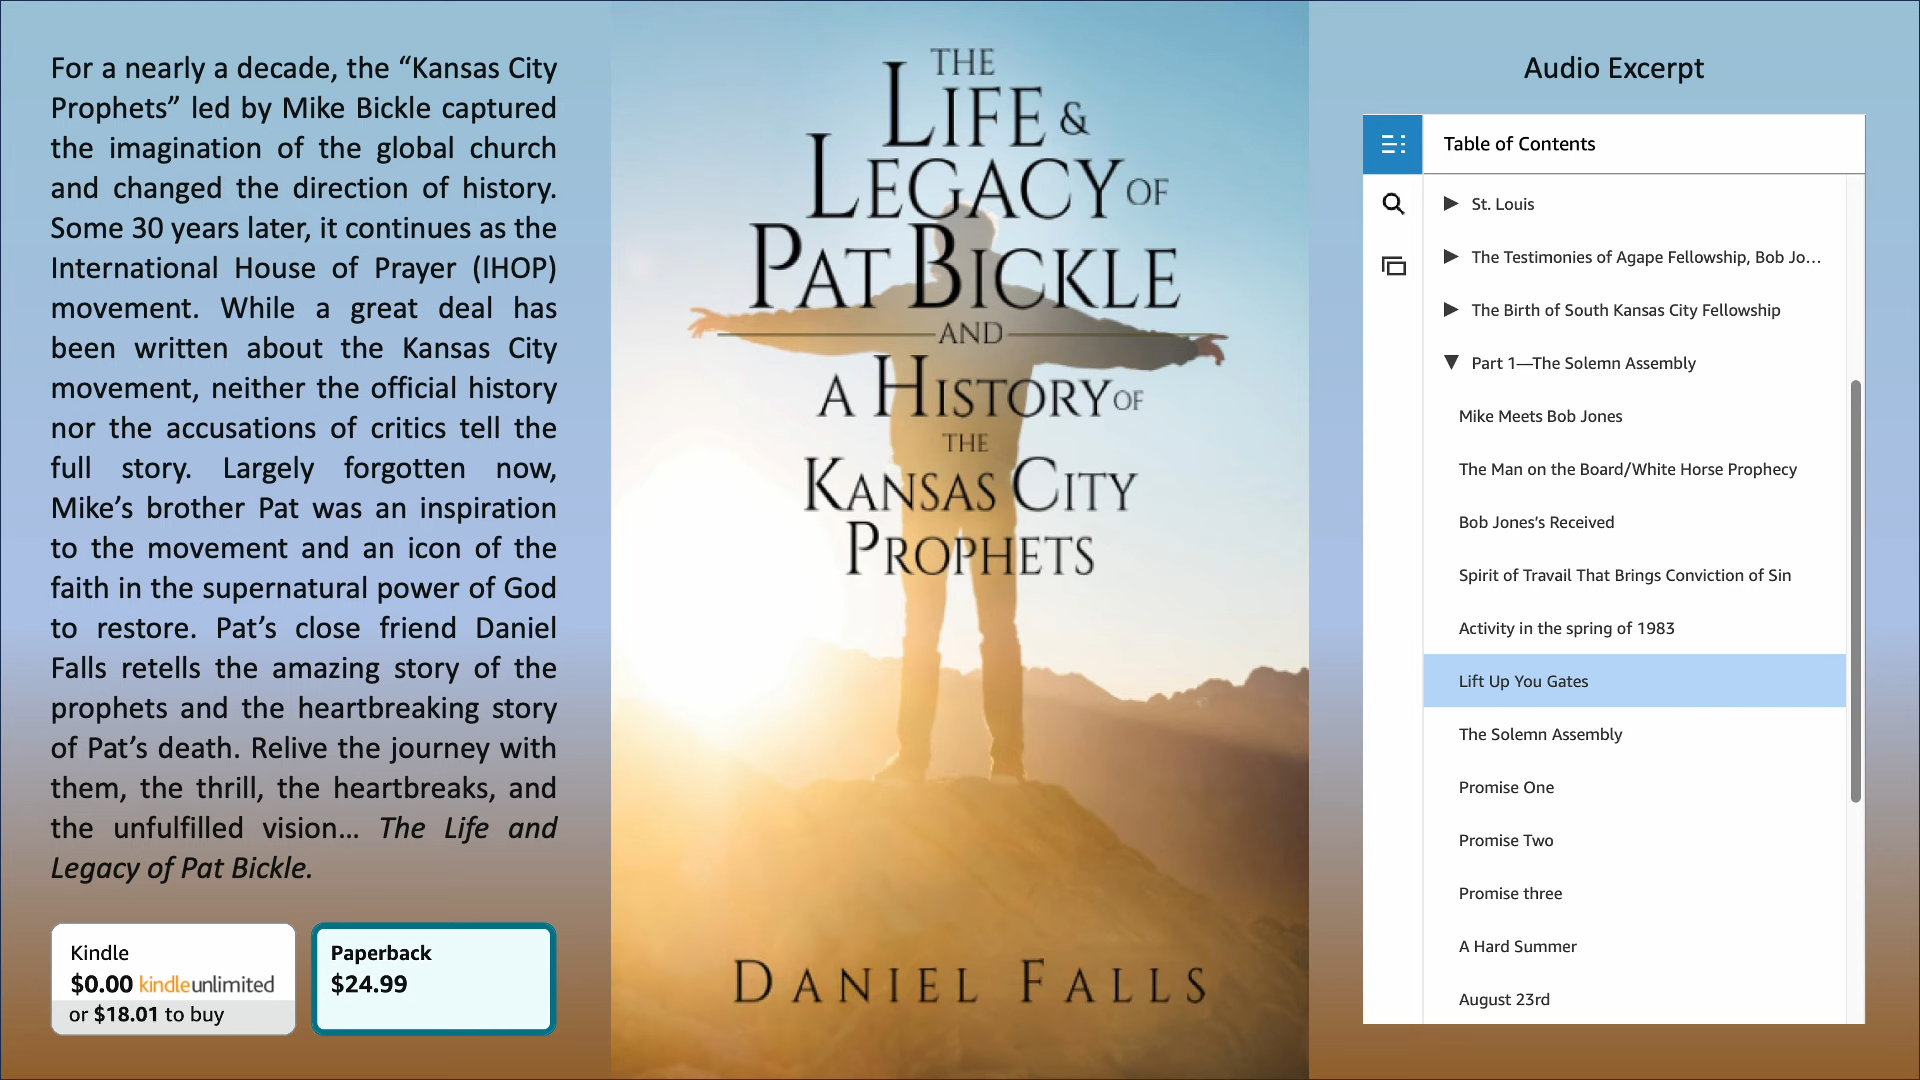 For a nearly a decade, the “Kansas City
Prophets” led by Mike Bickle captured
the imagination of the global church
and changed the direction of history.
Some 30 years later, it continues as the
International House of Prayer (IHOP)
movement. While a great deal has
been written about the Kansas City
movement, neither the official history
nor the accusations of critics tell the
full story. Largely forgotten now,
Mike’s brother Pat was an inspiration
to the movement and an icon of the
faith in the supernatural power of God
to restore. Pat’s close friend Daniel
Falls retells the amazing story of the
prophets and the heartbreaking story
of Pat’s death. Relive the journey with
them, the thrill, the heartbreaks, and
the unfulfilled vision… The Life and
Legacy of Pat Bickle.
Kindle
$0.00 kindleunlimited
or $18.01 to buy
Paperback
$24.99
THE
LIFE &
LEGACY OF
PAT BICKLE
AND
A HISTORY OF
THE
KANSAS CITY
PROPHETS
DANIEL FALLS
Audio Excerpt
Table of Contents
St. Louis
The Testimonies of Agape Fellowship, Bob Jo…
The Birth of South Kansas City Fellowship
Part 1—The Solemn Assembly
Mike Meets Bob Jones
The Man on the Board/White Horse Prophecy
Bob Jones’s Received
Spirit of Travail That Brings Conviction of Sin
Activity in the spring of 1983
Lift Up You Gates
The Solemn Assembly
Promise One
Promise Two
Promise three
A Hard Summer
August 23rd